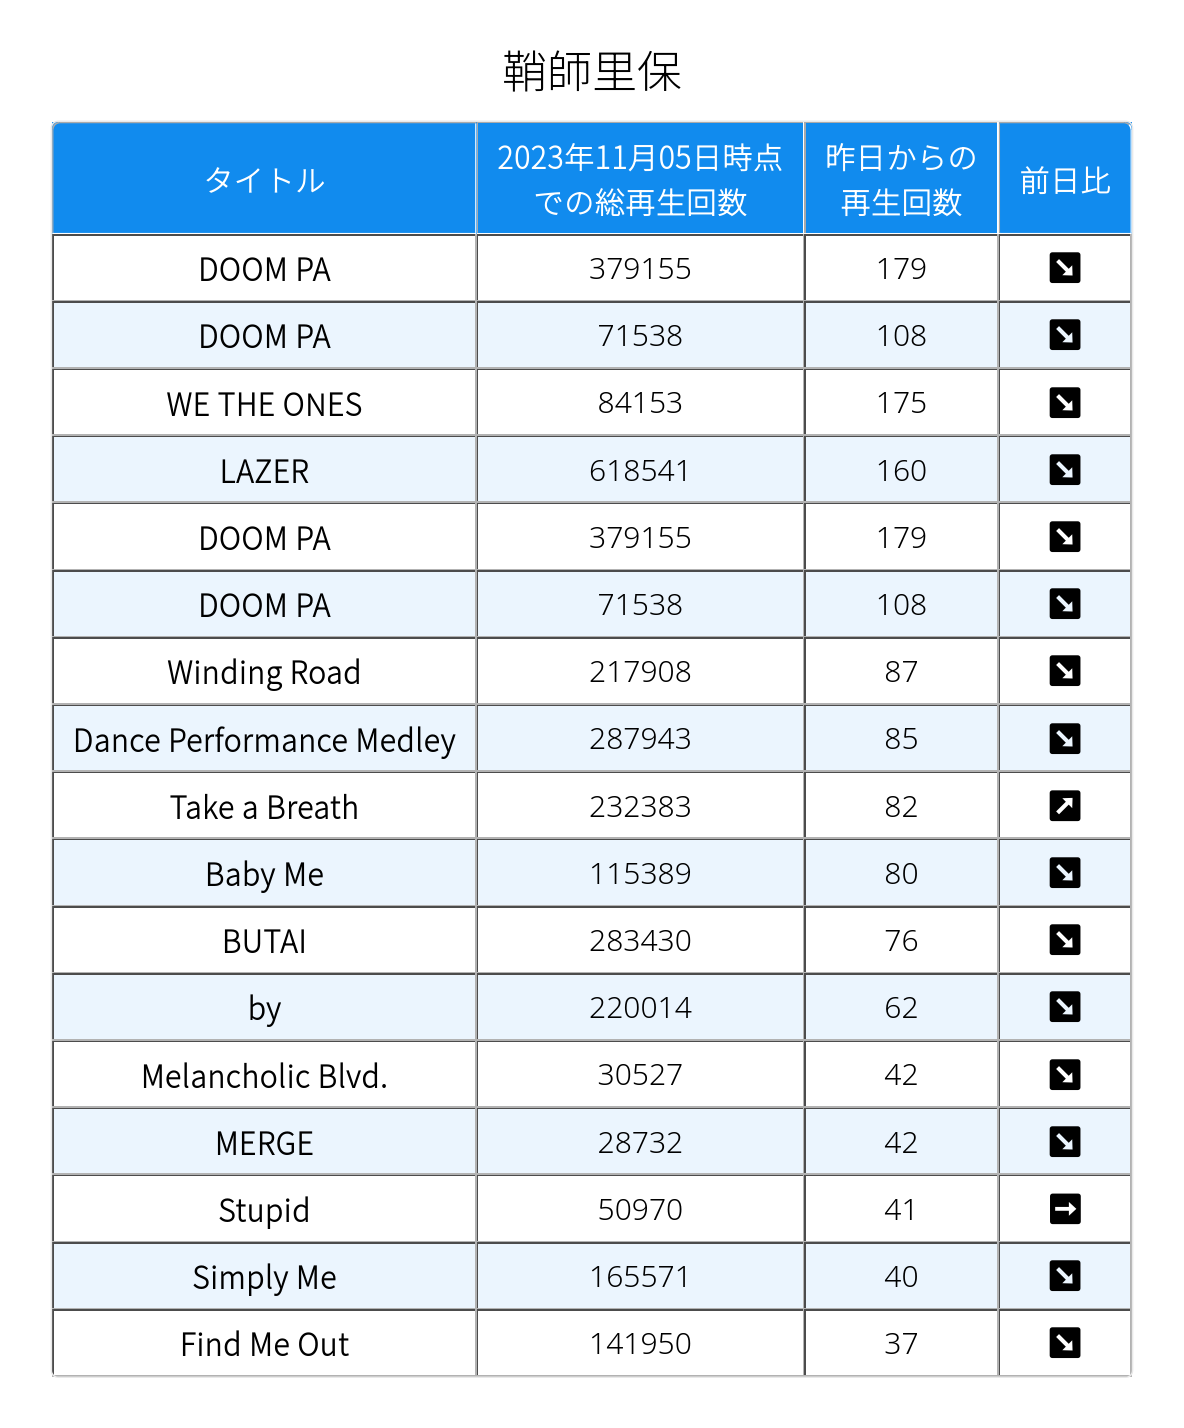 鞘師里保
タイトル 2023年11月05日時点での総再生回数 昨日からの再生回数 前日比
DOOM PA 379155 179 ↘
DOOM PA 71538 108 ↘
WE THE ONES 84153 175 ↘
LAZER 618541 160 ↘
DOOM PA 379155 179 ↘
DOOM PA 71538 108 ↘
Winding Road 217908 87 ↘
Dance Performance Medley 287943 85 ↘
Take a Breath 232383 82 ↗
Baby Me 115389 80 ↘
BUTAI 283430 76 ↘
by 220014 62 ↘
Melancholic Blvd. 30527 42 ↘
MERGE 28732 42 ↘
Stupid 50970 41 →
Simply Me 165571 40 ↘
Find Me Out 141950 37 ↘